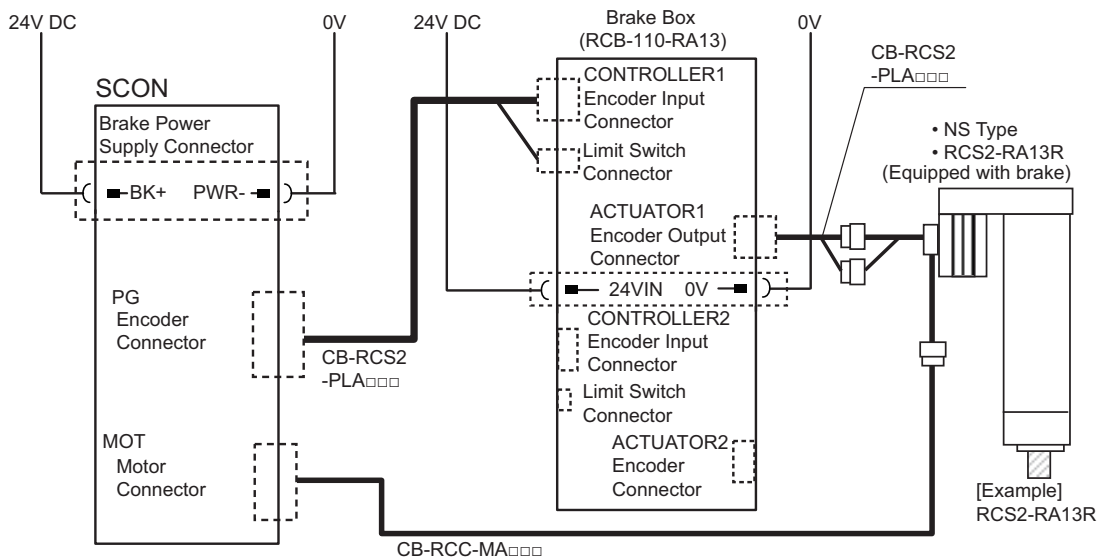 24V DC
0V
24V DC
Brake Box
(RCB-110-RA13)
0V
CB-RCS2
-PLA□□□
SCON
Brake Power
Supply Connector
BK+
PWR-
CONTROLLER1
Encoder Input
Connector
Limit Switch
Connector
ACTUATOR1
Encoder Output
Connector
24VIN
0V
CONTROLLER2
Encoder Input
Connector
Limit Switch
Connector
ACTUATOR2
Encoder
Connector
• NS Type
• RCS2-RA13R
(Equipped with brake)
PG
Encoder
Connector
CB-RCS2
-PLA□□□
MOT
Motor
Connector
CB-RCC-MA□□□
[Example]
RCS2-RA13R